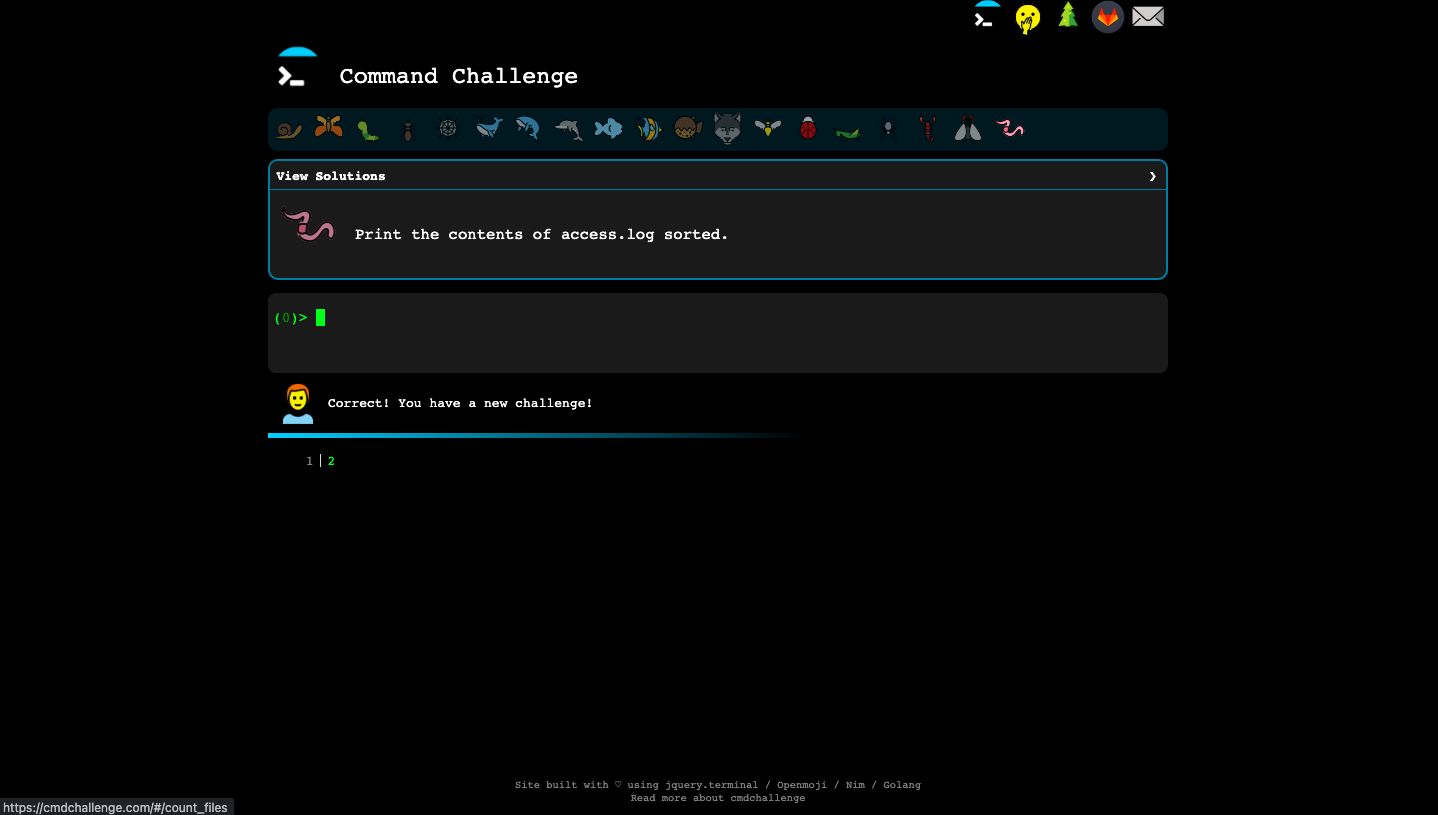 Command Challenge
View Solutions ❯
Print the contents of access.log sorted.
(0)>
Correct! You have a new challenge!
1 | 2
Site built with ♡ using jquery.terminal / Openmoji / Nim / Golang
Read more about cmdchallenge
https://cmdchallenge.com/#/count_files